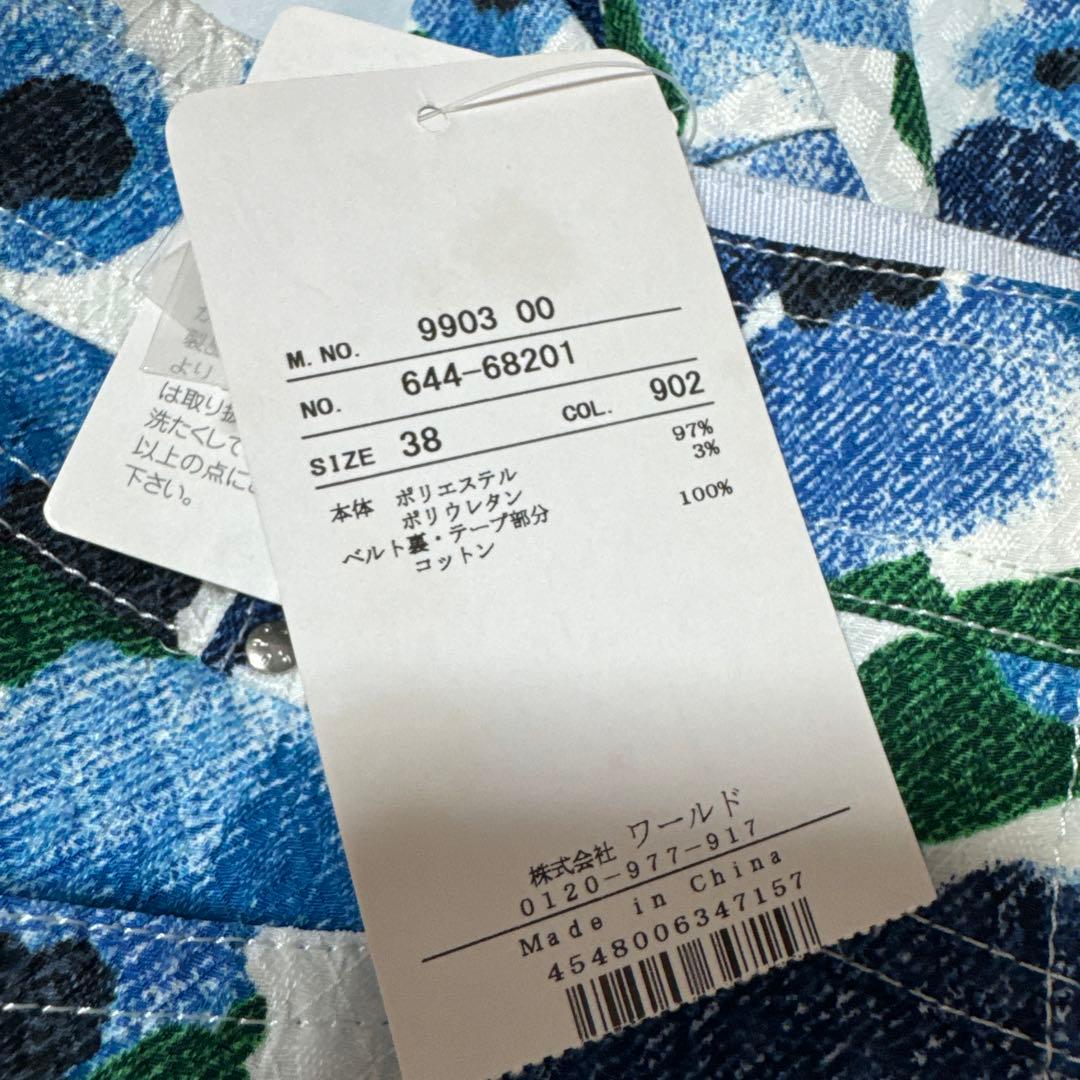 M. NO. 9903 00
NO. 644-68201
SIZE 38 COL. 902
本体 ポリエステル 97%
ポリウレタン 3%
ベルト裏・テープ部分
コットン 100%
株式会社 ワールド
0120-977-917
Made in China
4548006347157
より
は取り扱
洗たくして
以上の点に
下さい。